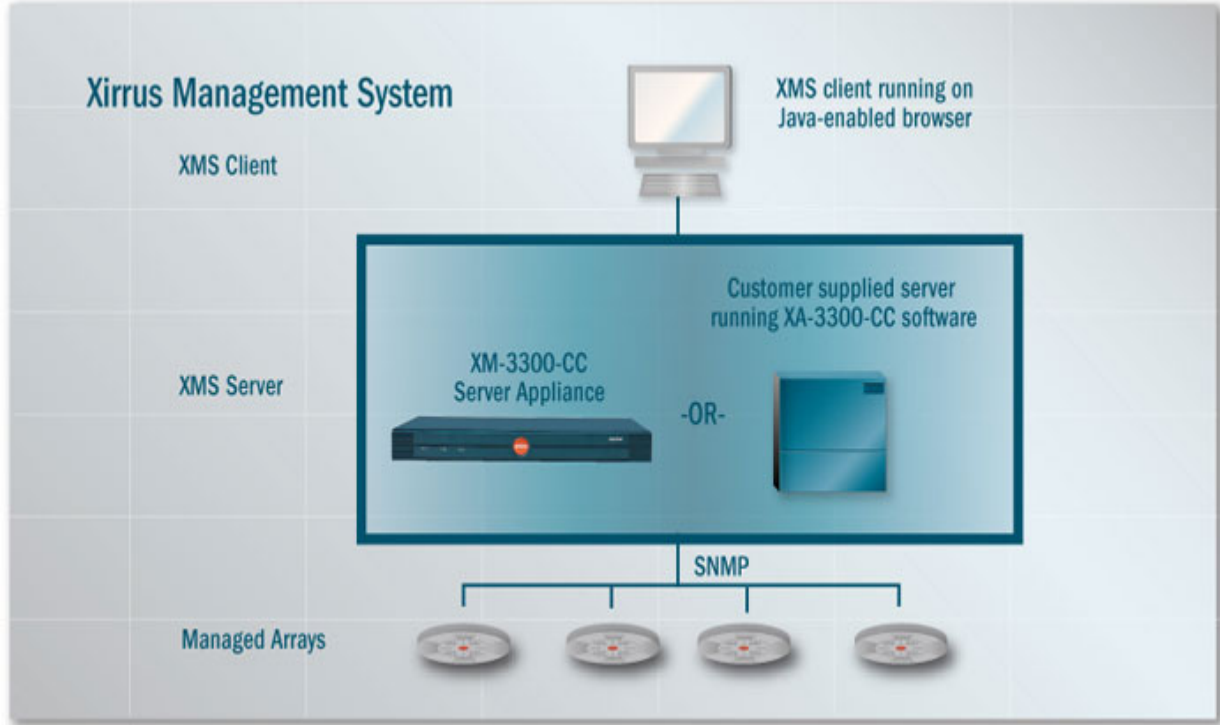 Xirrus Management System
XMS client running on
Java-enabled browser
XMS Client
Customer supplied server
running XA-3300-CC software
XM-3300-CC
Server Appliance
XMS Server
-OR-
SNMP
Managed Arrays